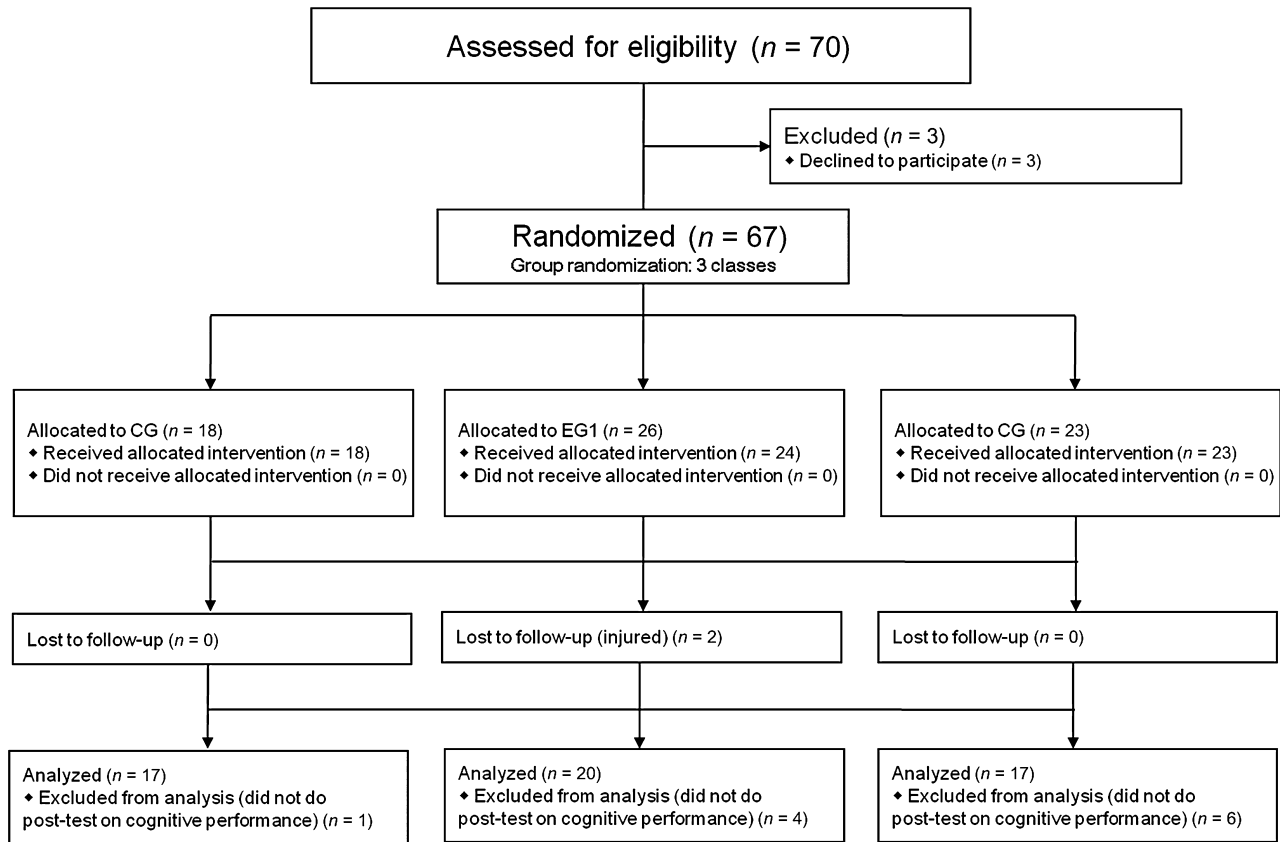 Assessed for eligibility (n = 70)
Excluded (n = 3)
◆ Declined to participate (n = 3)
Randomized (n = 67)
Group randomization: 3 classes
Allocated to CG (n = 18)
◆ Received allocated intervention (n = 18)
◆ Did not receive allocated intervention (n = 0)
Allocated to EG1 (n = 26)
◆ Received allocated intervention (n = 24)
◆ Did not receive allocated intervention (n = 0)
Allocated to CG (n = 23)
◆ Received allocated intervention (n = 23)
◆ Did not receive allocated intervention (n = 0)
Lost to follow-up (n = 0)
Lost to follow-up (injured) (n = 2)
Lost to follow-up (n = 0)
Analyzed (n = 17)
◆ Excluded from analysis (did not do
post-test on cognitive performance) (n = 1)
Analyzed (n = 20)
◆ Excluded from analysis (did not do
post-test on cognitive performance) (n = 4)
Analyzed (n = 17)
◆ Excluded from analysis (did not do
post-test on cognitive performance) (n = 6)